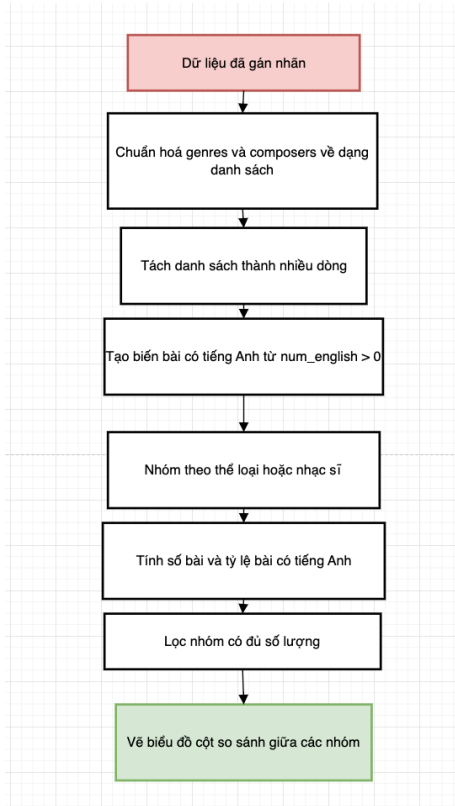 Dữ liệu đã gán nhãn
Chuẩn hoá genres và composers về dạng
danh sách
Tách danh sách thành nhiều dòng
Tạo biến bài có tiếng Anh từ num_english > 0
Nhóm theo thể loại hoặc nhạc sĩ
Tính số bài và tỷ lệ bài có tiếng Anh
Lọc nhóm có đủ số lượng
Vẽ biểu đồ cột so sánh giữa các nhóm